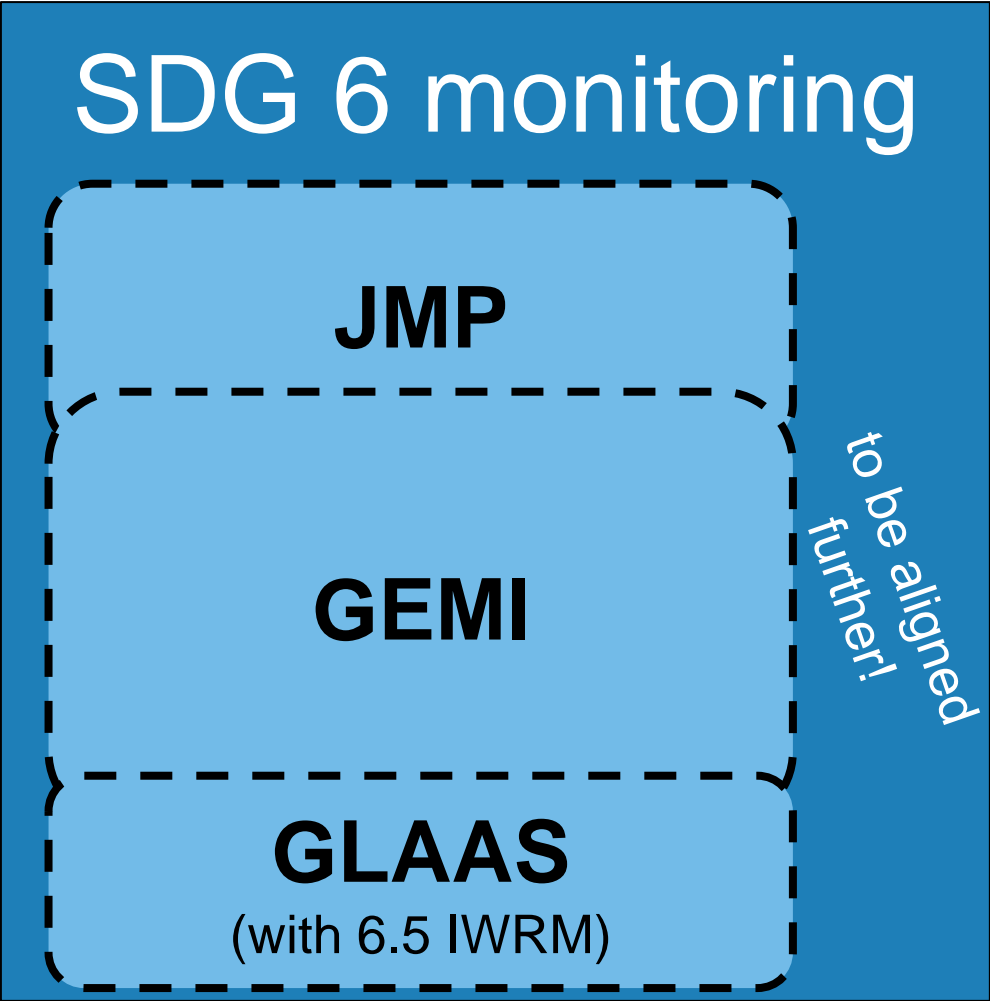 SDG 6 monitoring
JMP
GEMI
to be aligned
further!
GLAAS
(with 6.5 IWRM)